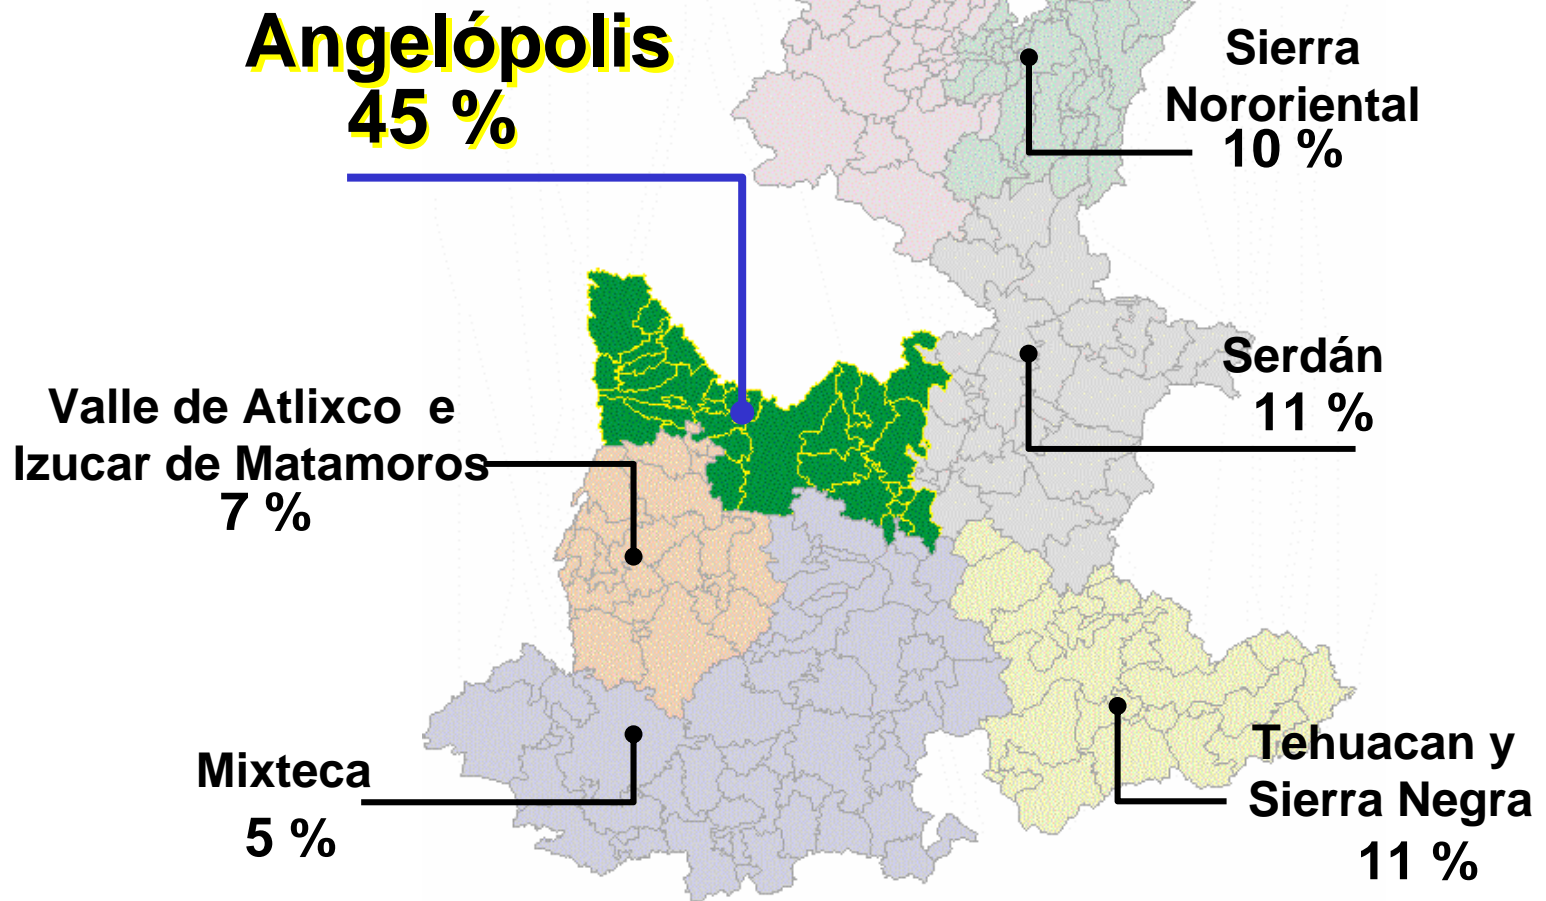 Angelópolis
45 %
Sierra
Nororiental
10 %
Serdán
11 %
Valle de Atlixco  e
Izucar de Matamoros
7 %
Mixteca
5 %
Tehuacan y
Sierra Negra
11 %